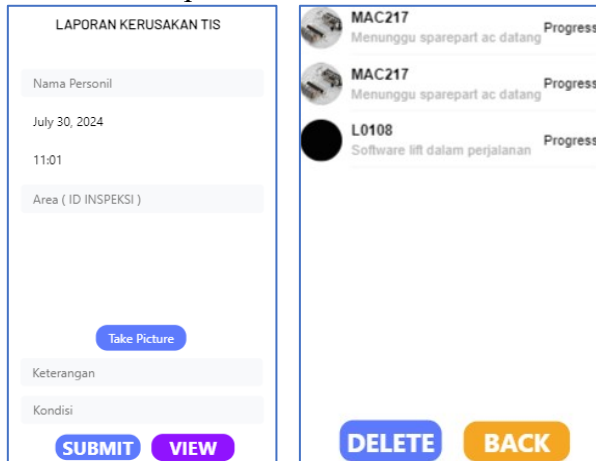 LAPORAN KERUSAKAN TIS
Nama Personil
July 30, 2024
11:01
Area ( ID INSPEKSI )
Take Picture
Keterangan
Kondisi
SUBMIT VIEW
MAC217
Menunggu sparepart ac datang
Progress
MAC217
Menunggu sparepart ac datang
Progress
L0108
Software lift dalam perjalanan
Progress
DELETE BACK